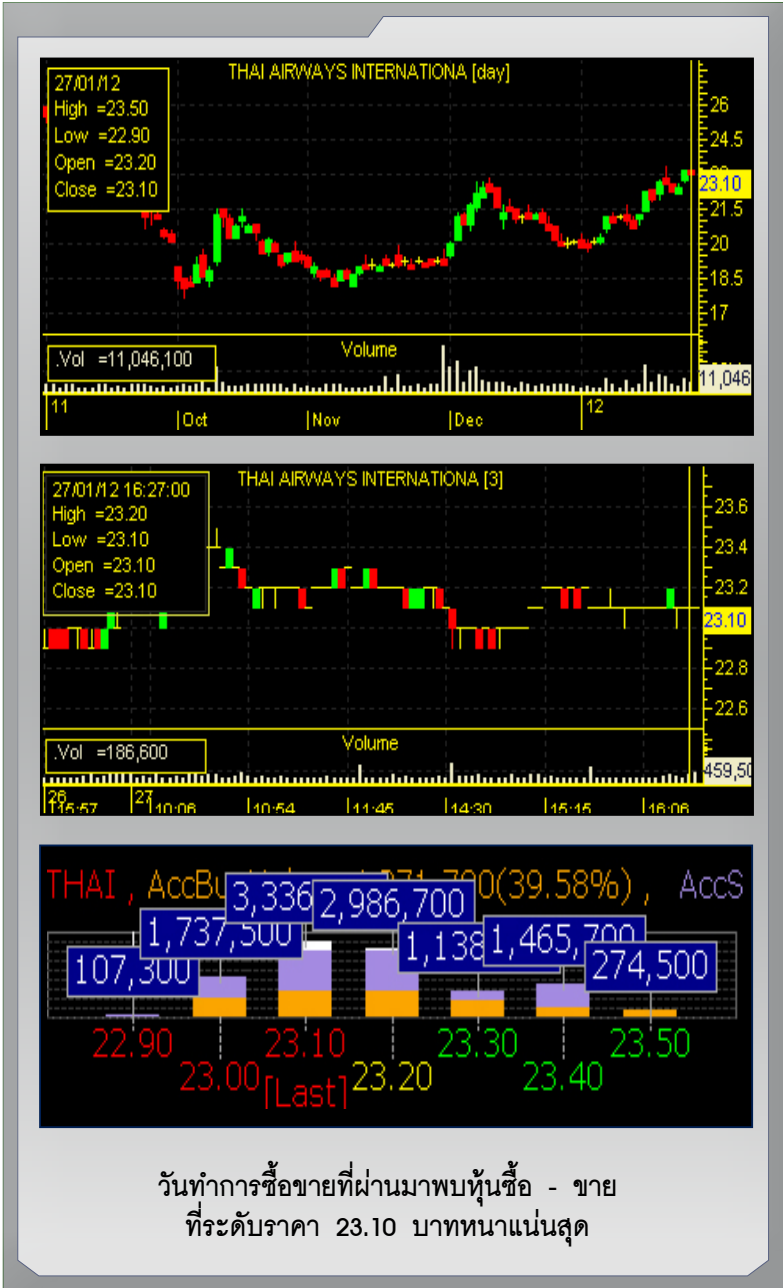 THAI AIRWAYS INTERNATIONA [day]
27/01/12
High =23.50
Low =22.90
Open =23.20
Close =23.10
26
24.5
23.10
21.5
20
18.5
17
Volume
.Vol =11,046,100
11,046
11
Oct
Nov
Dec
12
THAI AIRWAYS INTERNATIONA [3]
27/01/12 16:27:00
High =23.20
Low =23.10
Open =23.10
Close =23.10
23.6
23.4
23.2
23.10
22.8
22.6
Volume
.Vol =186,600
459,50
26
27
15:57
10:06
10:54
11:45
14:30
15:15
16:06
THAI , AccBu (39.58%) , AccS
3,336
2,986,700
1,737,500
1,138
1,465,700
107,300
274,500
22.90
23.10
23.30
23.50
23.00
[Last]
23.20
23.40
วันทำการซื้อขายที่ผ่านมาพบหุ้นซื้อ - ขาย
ที่ระดับราคา 23.10 บาทหนาแน่นสุด